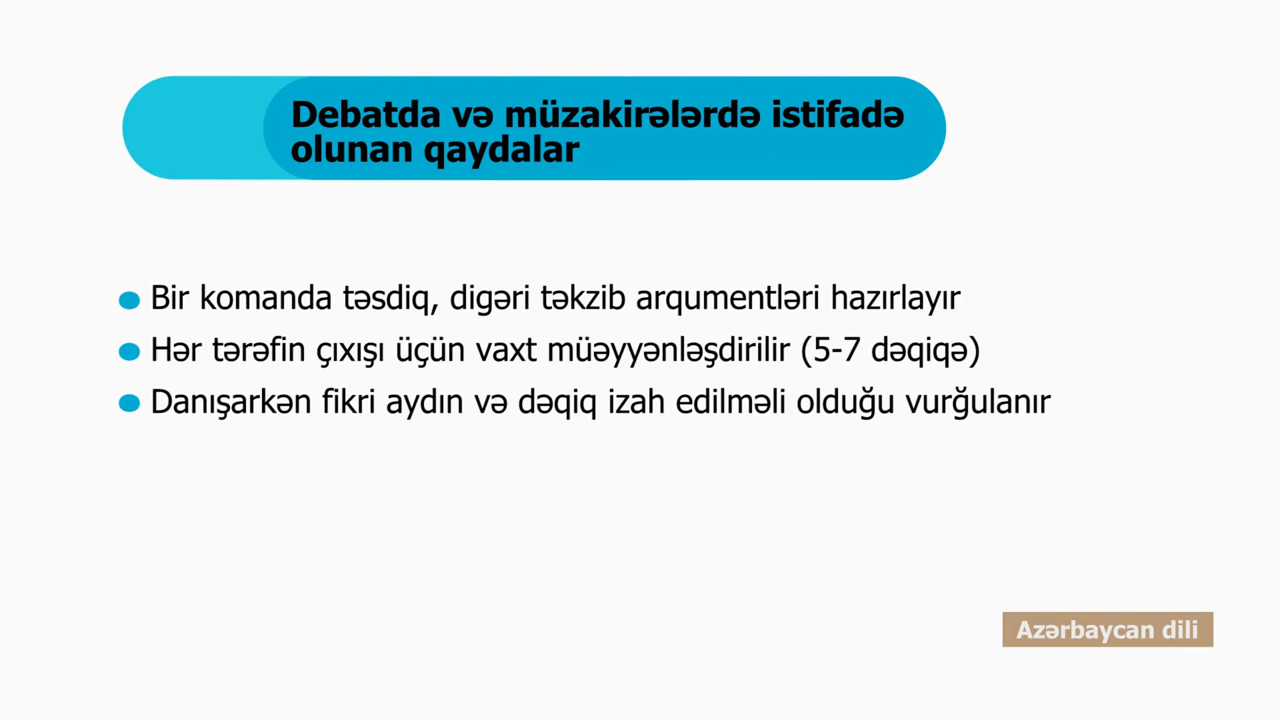 Debatda və müzakirələrdə istifadə
olunan qaydalar
Bir komanda təsdiq, digəri təkzib arqumentləri hazırlayır
Hər tərəfin çıxışı üçün vaxt müəyyənləşdirilir (5-7 dəqiqə)
Danışarkən fikri aydın və dəqiq izah edilməli olduğu vurğulanır
Azərbaycan dili